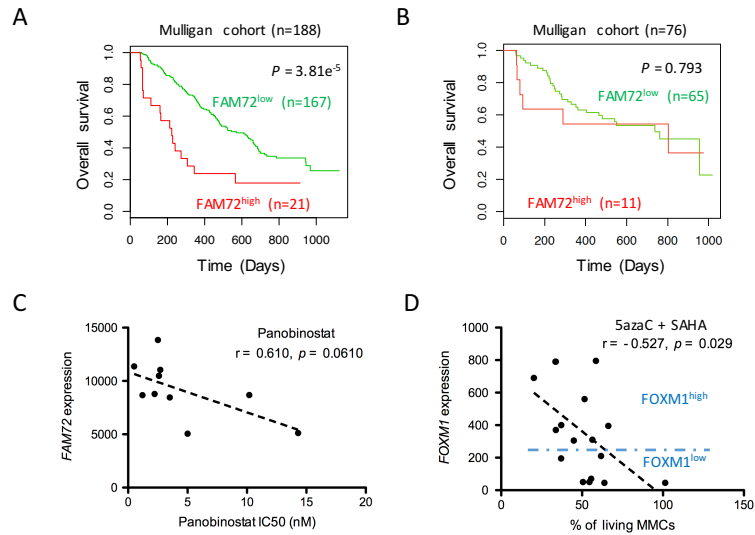 A
Mulligan cohort (n=188)
P = 3.81e-5
FAM72low (n=167)
FAM72high (n=21)
Overall survival
1.0
0.8
0.6
0.4
0.2
0.0
0 200 400 600 800 1000
Time (Days)
B
Mulligan cohort (n=76)
P = 0.793
FAM72low (n=65)
FAM72high (n=11)
Overall survival
1.0
0.8
0.6
0.4
0.2
0.0
0 200 400 600 800 1000
Time (Days)
C
Panobinostat
r = 0.610, p = 0.0610
FAM72 expression
15000
10000
5000
0
0 5 10 15 20
Panobinostat IC50 (nM)
D
5azaC + SAHA
r = - 0.527, p = 0.029
FOXM1high
FOXM1low
FOXM1 expression
1000
800
600
400
200
0
0 50 100 150
% of living MMCs